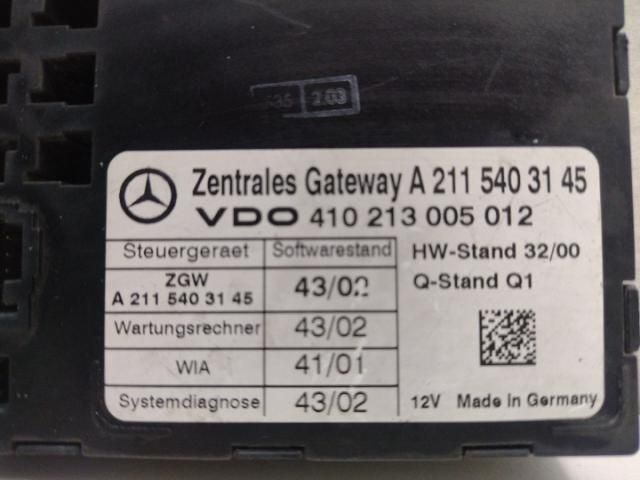 2.03
Zentrales Gateway A 211 540 31 45
VDO 410 213 005 012
Steuergeraet Softwarestand
HW-Stand 32/00
ZGW
A 211 540 31 45 43/02
Q-Stand Q1
Wartungsrechner 43/02
WIA 41/01
Systemdiagnose 43/02
12V Made In Germany